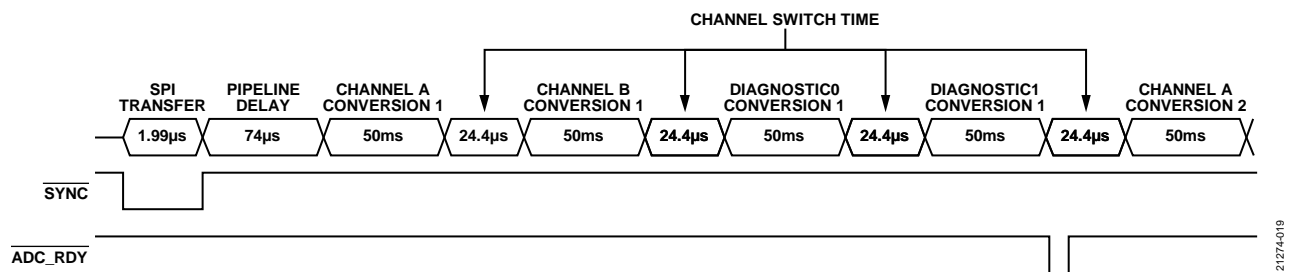 CHANNEL SWITCH TIME
SPI
TRANSFER
PIPELINE
DELAY
CHANNEL A
CONVERSION 1
CHANNEL B
CONVERSION 1
DIAGNOSTIC0
CONVERSION 1
DIAGNOSTIC1
CONVERSION 1
CHANNEL A
CONVERSION 2
1.99µs
74µs
50ms
24.4µs
50ms
24.4µs
50ms
24.4µs
50ms
24.4µs
50ms
SYNC
ADC_RDY
21274-019